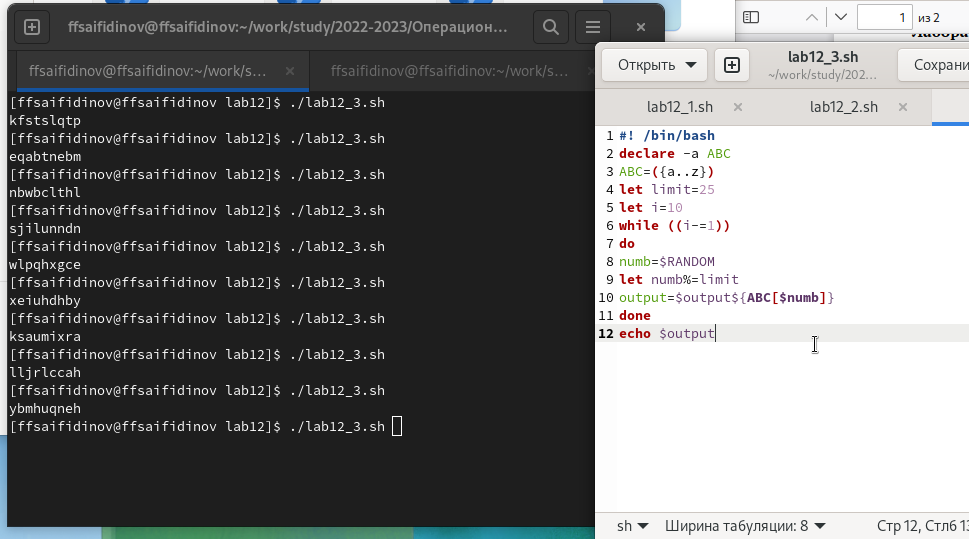 ffsaifidinov@ffsaifidinov:~/work/study/2022-2023/Операцион...
ffsaifidinov@ffsaifidinov:~/work/s...
ffsaifidinov@ffsaifidinov:~/work/s...
[ffsaifidinov@ffsaifidinov lab12]$ ./lab12_3.sh
kfstslqtp
[ffsaifidinov@ffsaifidinov lab12]$ ./lab12_3.sh
eqabtnebm
[ffsaifidinov@ffsaifidinov lab12]$ ./lab12_3.sh
nbwbclthl
[ffsaifidinov@ffsaifidinov lab12]$ ./lab12_3.sh
sjilunndn
[ffsaifidinov@ffsaifidinov lab12]$ ./lab12_3.sh
wlpqhxgce
[ffsaifidinov@ffsaifidinov lab12]$ ./lab12_3.sh
xeiuhdhby
[ffsaifidinov@ffsaifidinov lab12]$ ./lab12_3.sh
ksaumixra
[ffsaifidinov@ffsaifidinov lab12]$ ./lab12_3.sh
lljrlccah
[ffsaifidinov@ffsaifidinov lab12]$ ./lab12_3.sh
ybmhuqneh
[ffsaifidinov@ffsaifidinov lab12]$ ./lab12_3.sh
1 из 2
Открыть
lab12_3.sh
~/work/study/202...
Сохрани
lab12_1.sh
lab12_2.sh
1 #! /bin/bash
2 declare -a ABC
3 ABC=({a..z})
4 let limit=25
5 let i=10
6 while ((i-=1))
7 do
8 numb=$RANDOM
9 let numb%=limit
10 output=$output${ABC[$numb]}
11 done
12 echo $output
sh
Ширина табуляции: 8
Стр 12, Стлб 13